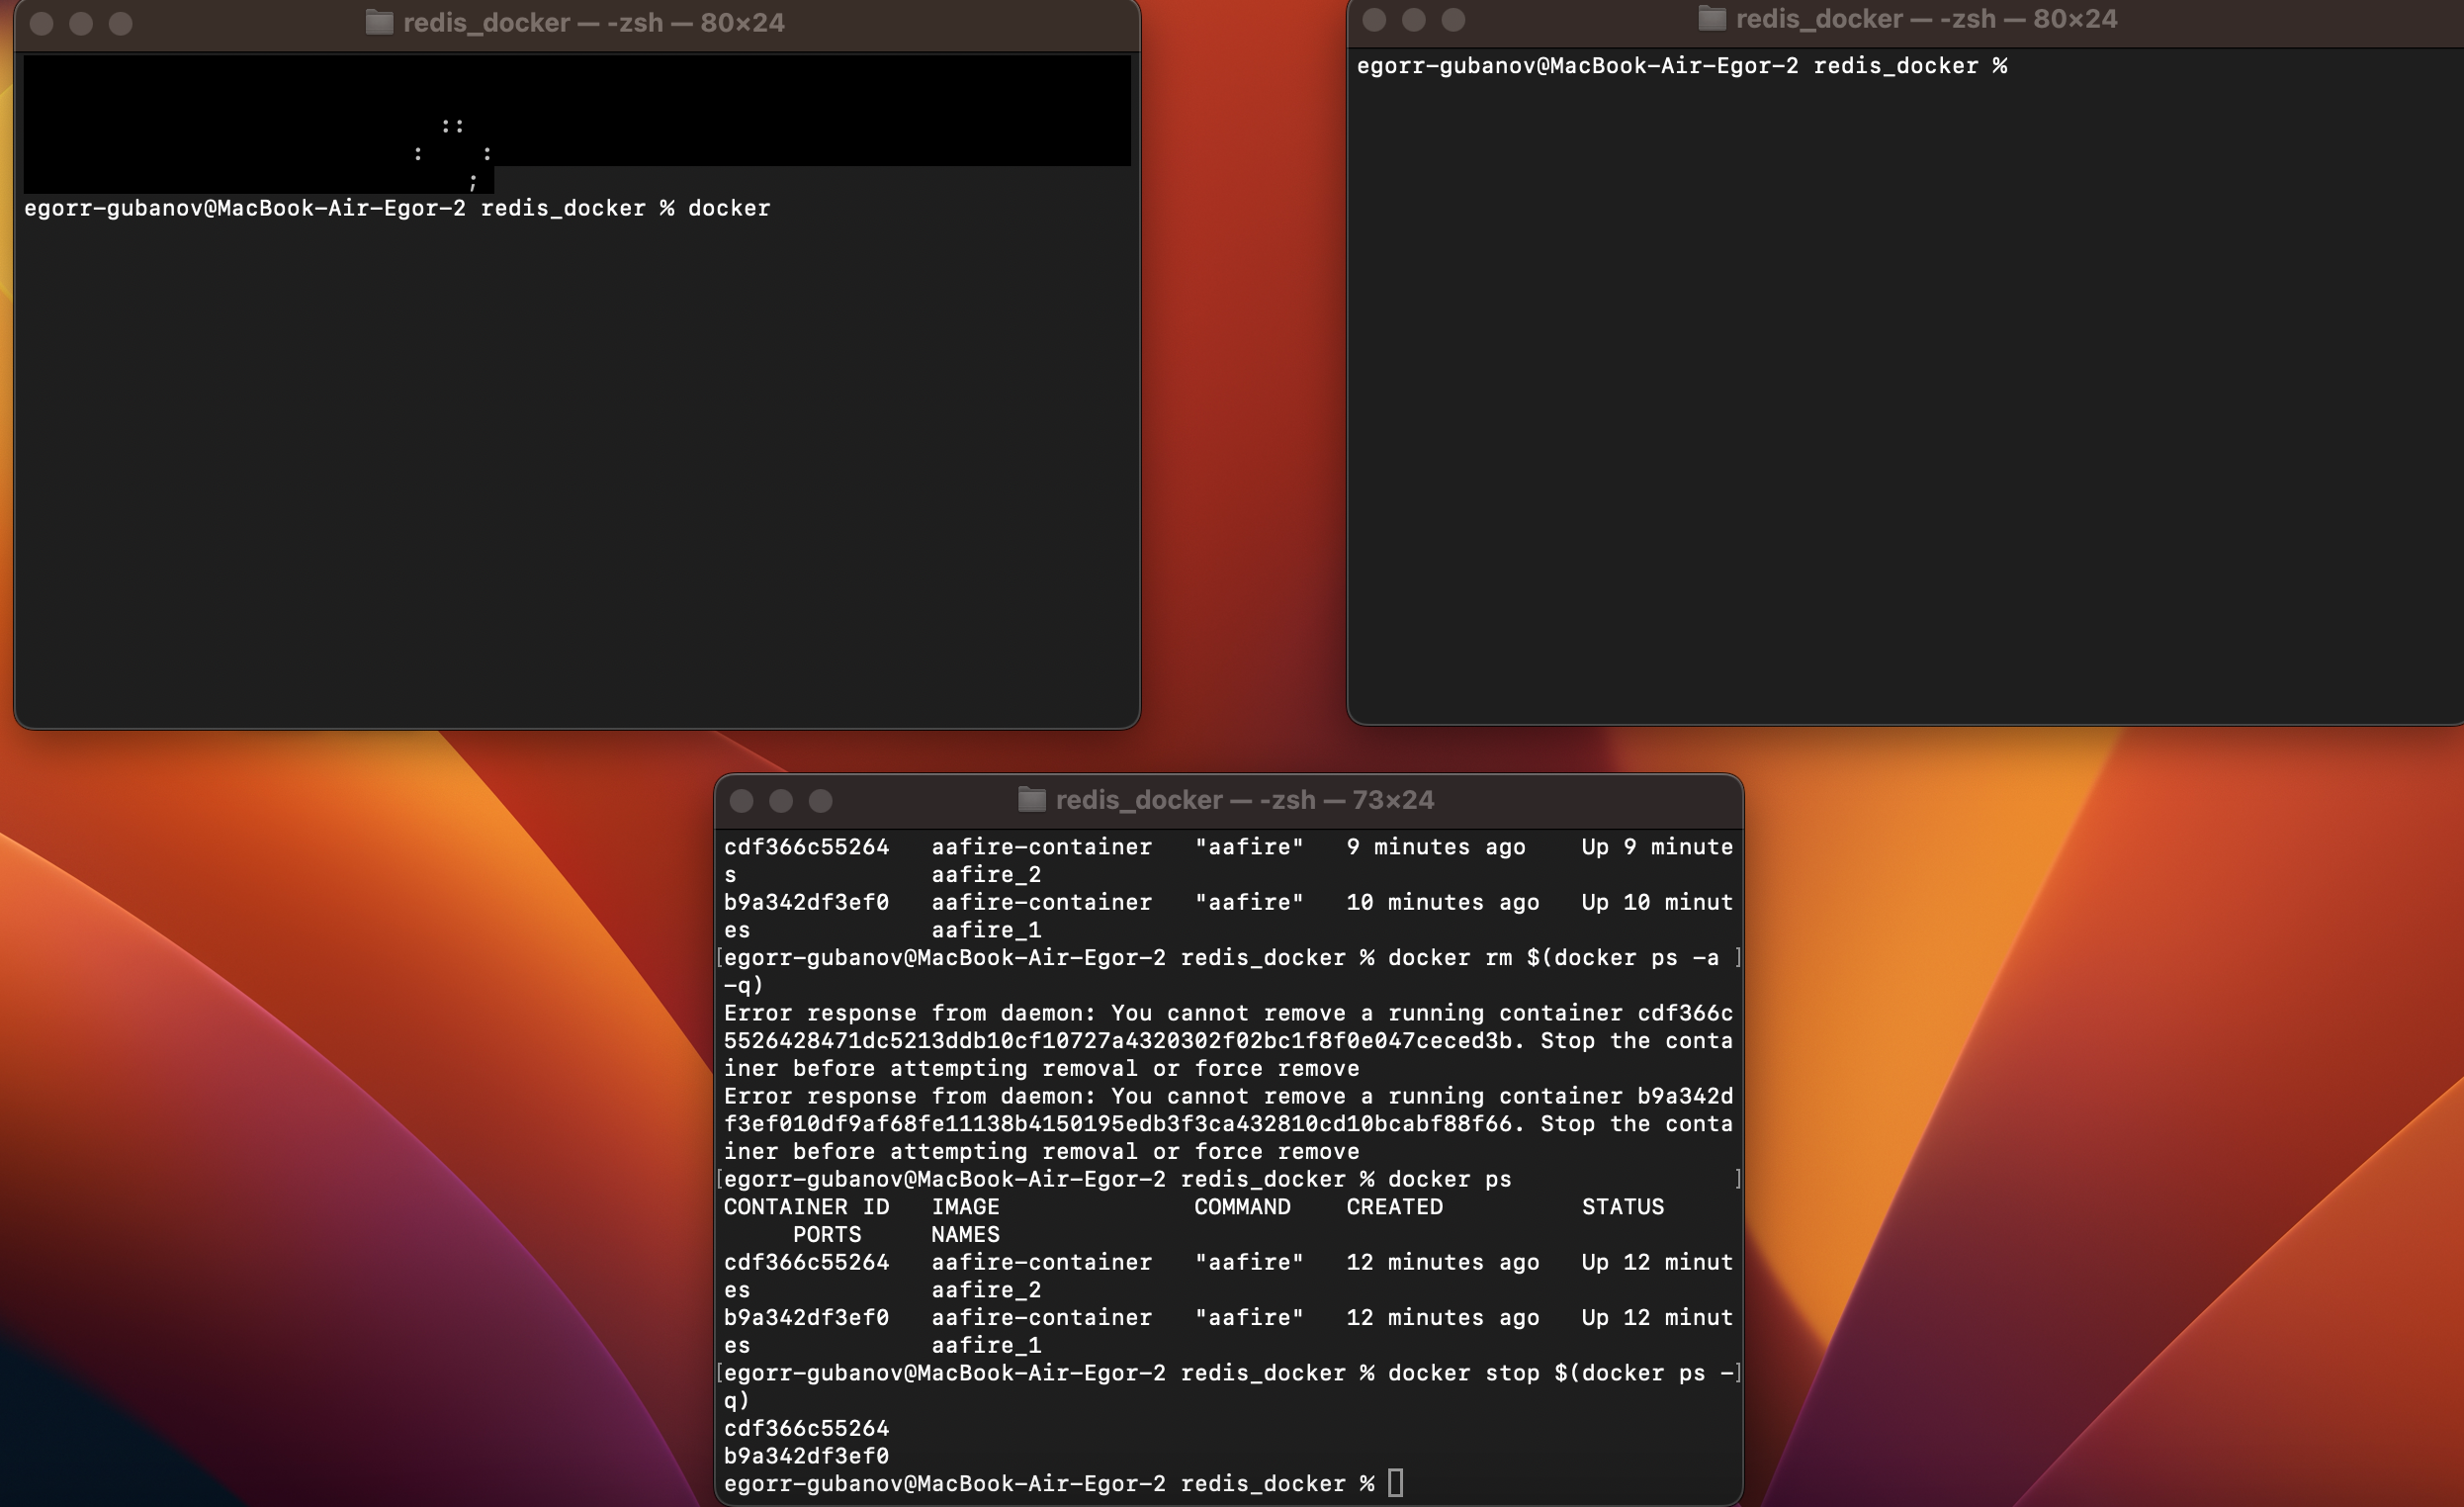 redis_docker — -zsh — 80×24
::
:    :
;
egorr-gubanov@MacBook-Air-Egor-2 redis_docker % docker
redis_docker — -zsh — 80×24
egorr-gubanov@MacBook-Air-Egor-2 redis_docker %
redis_docker — -zsh — 73×24
cdf366c55264   aafire-container   "aafire"   9 minutes ago    Up 9 minute
s              aafire_2
b9a342df3ef0   aafire-container   "aafire"   10 minutes ago   Up 10 minut
es             aafire_1
[egorr-gubanov@MacBook-Air-Egor-2 redis_docker % docker rm $(docker ps -a ]
-q)
Error response from daemon: You cannot remove a running container cdf366c
5526428471dc5213ddb10cf10727a4320302f02bc1f8f0e047ceced3b. Stop the conta
iner before attempting removal or force remove
Error response from daemon: You cannot remove a running container b9a342d
f3ef010df9af68fe11138b4150195edb3f3ca432810cd10bcabf88f66. Stop the conta
iner before attempting removal or force remove
[egorr-gubanov@MacBook-Air-Egor-2 redis_docker % docker ps                ]
CONTAINER ID   IMAGE              COMMAND    CREATED          STATUS
     PORTS     NAMES
cdf366c55264   aafire-container   "aafire"   12 minutes ago   Up 12 minut
es             aafire_2
b9a342df3ef0   aafire-container   "aafire"   12 minutes ago   Up 12 minut
es             aafire_1
[egorr-gubanov@MacBook-Air-Egor-2 redis_docker % docker stop $(docker ps -]
q)
cdf366c55264
b9a342df3ef0
egorr-gubanov@MacBook-Air-Egor-2 redis_docker %